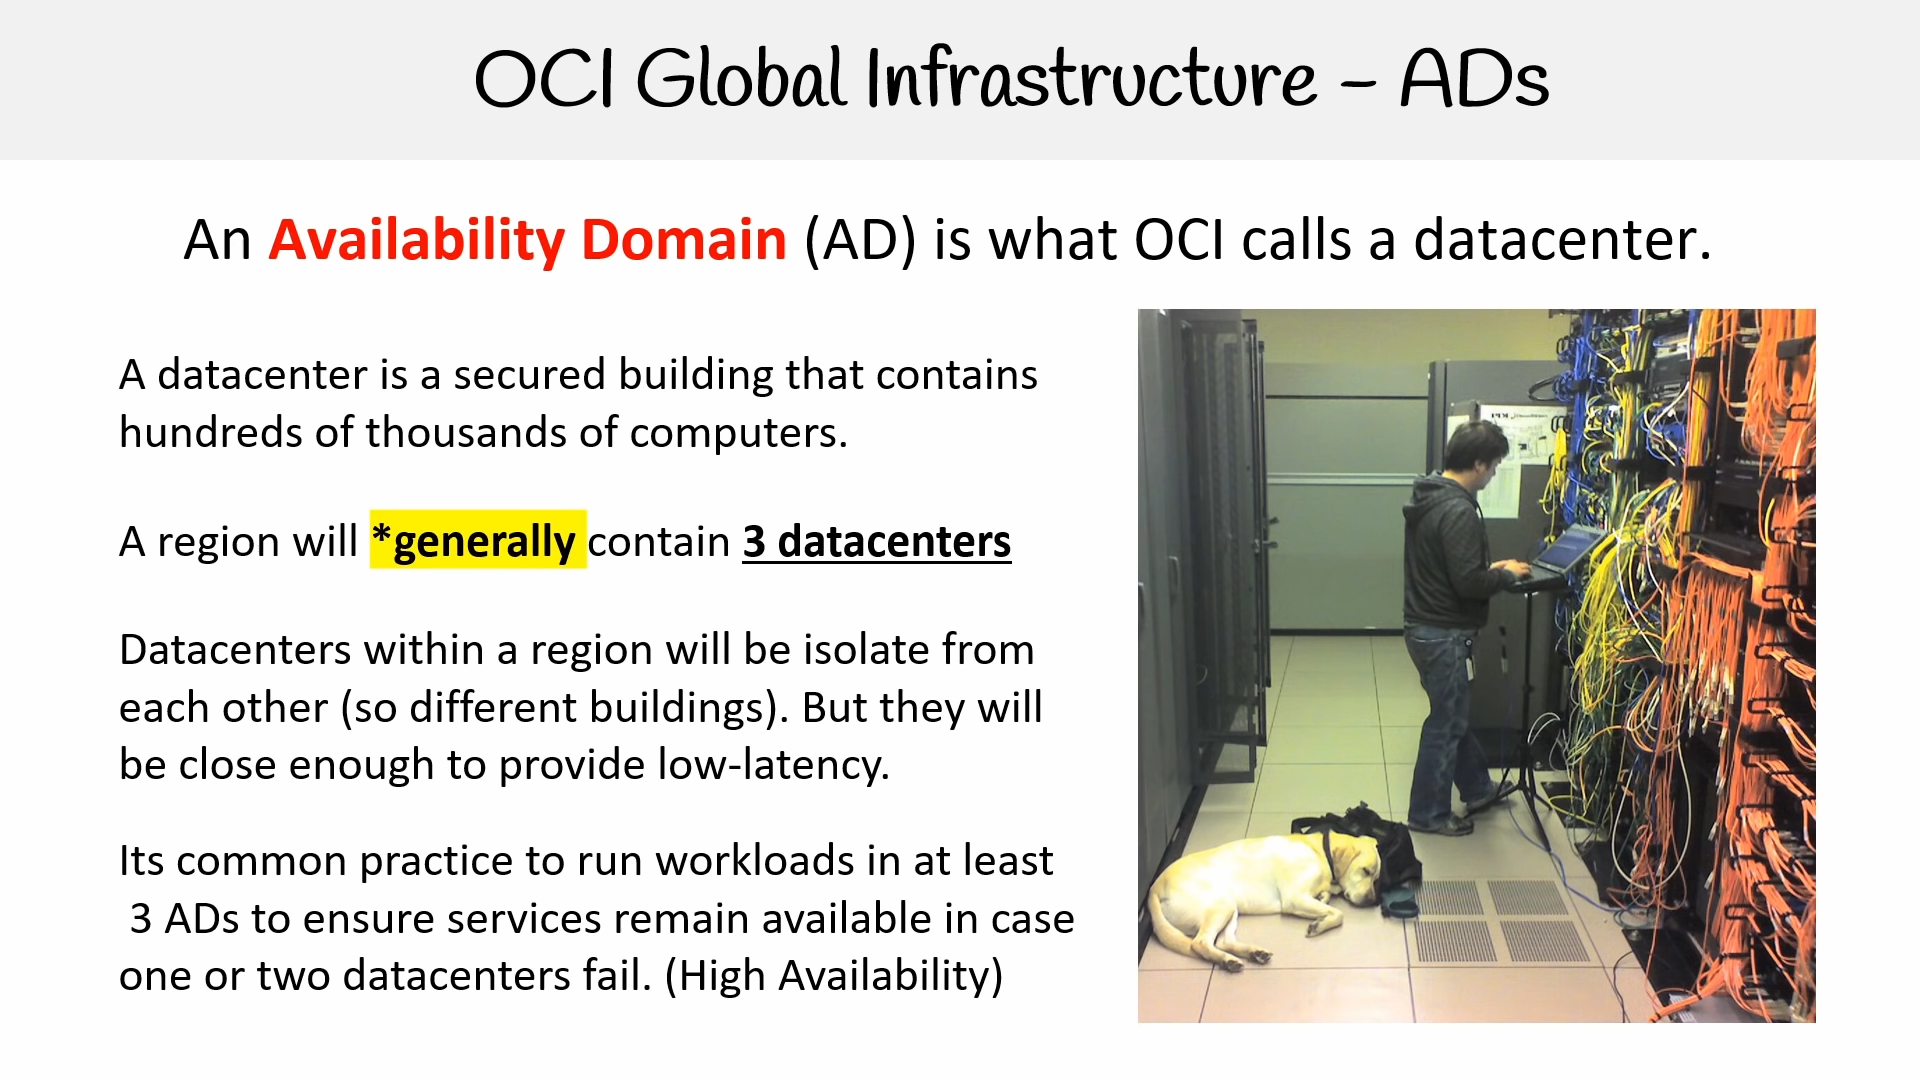 OCI Global Infrastructure – ADs
An Availability Domain (AD) is what OCI calls a datacenter.
A datacenter is a secured building that contains
hundreds of thousands of computers.
A region will *generally contain 3 datacenters
Datacenters within a region will be isolate from
each other (so different buildings). But they will
be close enough to provide low-latency.
Its common practice to run workloads in at least
3 ADs to ensure services remain available in case
one or two datacenters fail. (High Availability)